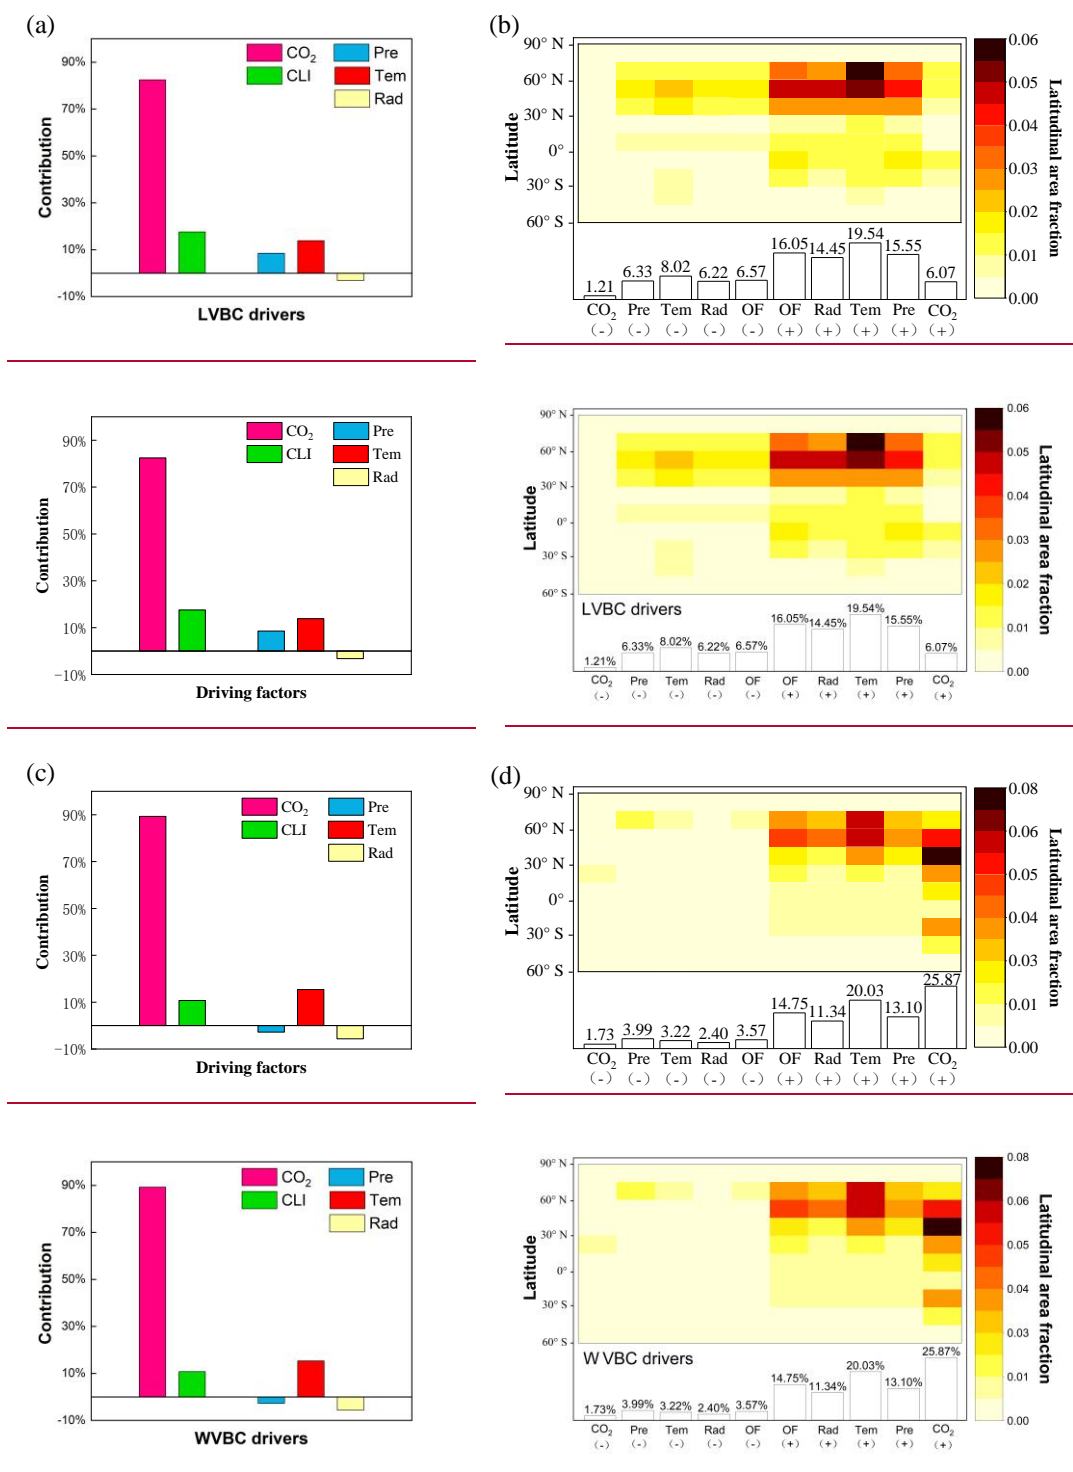 (a)
CO2 Pre
CLI Tem
Rad
90%
70%
50%
30%
10%
-10%
Contribution
LVBC drivers
(b)
90° N
60° N
30° N
0°
30° S
60° S
Latitude
0.06
0.05
0.04
0.03
0.02
0.01
0.00
Latitudinal area fraction
1.21 6.33 8.02 6.22 6.57 16.05 14.45 19.54 15.55 6.07
CO2 Pre Tem Rad OF OF Rad Tem Pre CO2
(-) (-) (-) (-) (-) (+) (+) (+) (+) (+)
CO2 Pre
CLI Tem
Rad
90%
70%
50%
30%
10%
-10%
Contribution
Driving factors
90° N
60° N
30° N
0°
30° S
60° S
Latitude
0.06
0.05
0.04
0.03
0.02
0.01
0.00
Latitudinal area fraction
LVBC drivers
1.21% 6.33% 8.02% 6.22% 6.57% 16.05% 14.45% 19.54% 15.55% 6.07%
CO2 Pre Tem Rad OF OF Rad Tem Pre CO2
(-) (-) (-) (-) (-) (+) (+) (+) (+) (+)
(c)
CO2 Pre
CLI Tem
Rad
90%
70%
50%
30%
10%
-10%
Contribution
Driving factors
(d)
90° N
60° N
30° N
0°
30° S
60° S
Latitude
0.08
0.06
0.05
0.04
0.03
0.01
0.00
Latitudinal area fraction
1.73 3.99 3.22 2.40 3.57 14.75 11.34 20.03 13.10 25.87
CO2 Pre Tem Rad OF OF Rad Tem Pre CO2
(-) (-) (-) (-) (-) (+) (+) (+) (+) (+)
CO2 Pre
CLI Tem
Rad
90%
70%
50%
30%
10%
-10%
Contribution
WVBC drivers
90° N
60° N
30° N
0°
30° S
60° S
Latitude
0.08
0.06
0.05
0.04
0.03
0.01
0.00
Latitudinal area fraction
WVBC drivers
1.73% 3.99% 3.22% 2.40% 3.57% 14.75% 11.34% 20.03% 13.10% 25.87%
CO2 Pre Tem Rad OF OF Rad Tem Pre CO2
(-) (-) (-) (-) (-) (+) (+) (+) (+) (+)